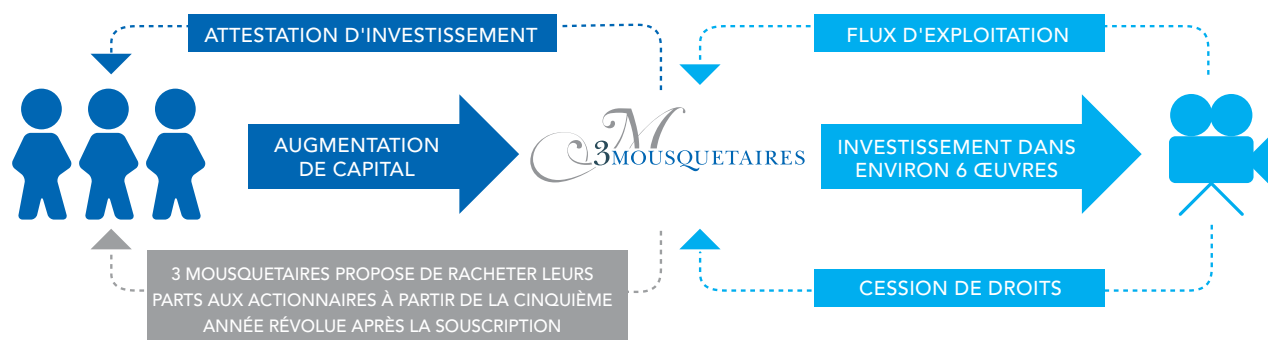 ATTESTATION D'INVESTISSEMENT
FLUX D'EXPLOITATION
AUGMENTATION
DE CAPITAL
3MOUSQUETAIRES
INVESTISSEMENT DANS
ENVIRON 6 ŒUVRES
3 MOUSQUETAIRES PROPOSE DE RACHETER LEURS
PARTS AUX ACTIONNAIRES À PARTIR DE LA CINQUIÈME
ANNÉE RÉVOLUE APRÈS LA SOUSCRIPTION
CESSION DE DROITS